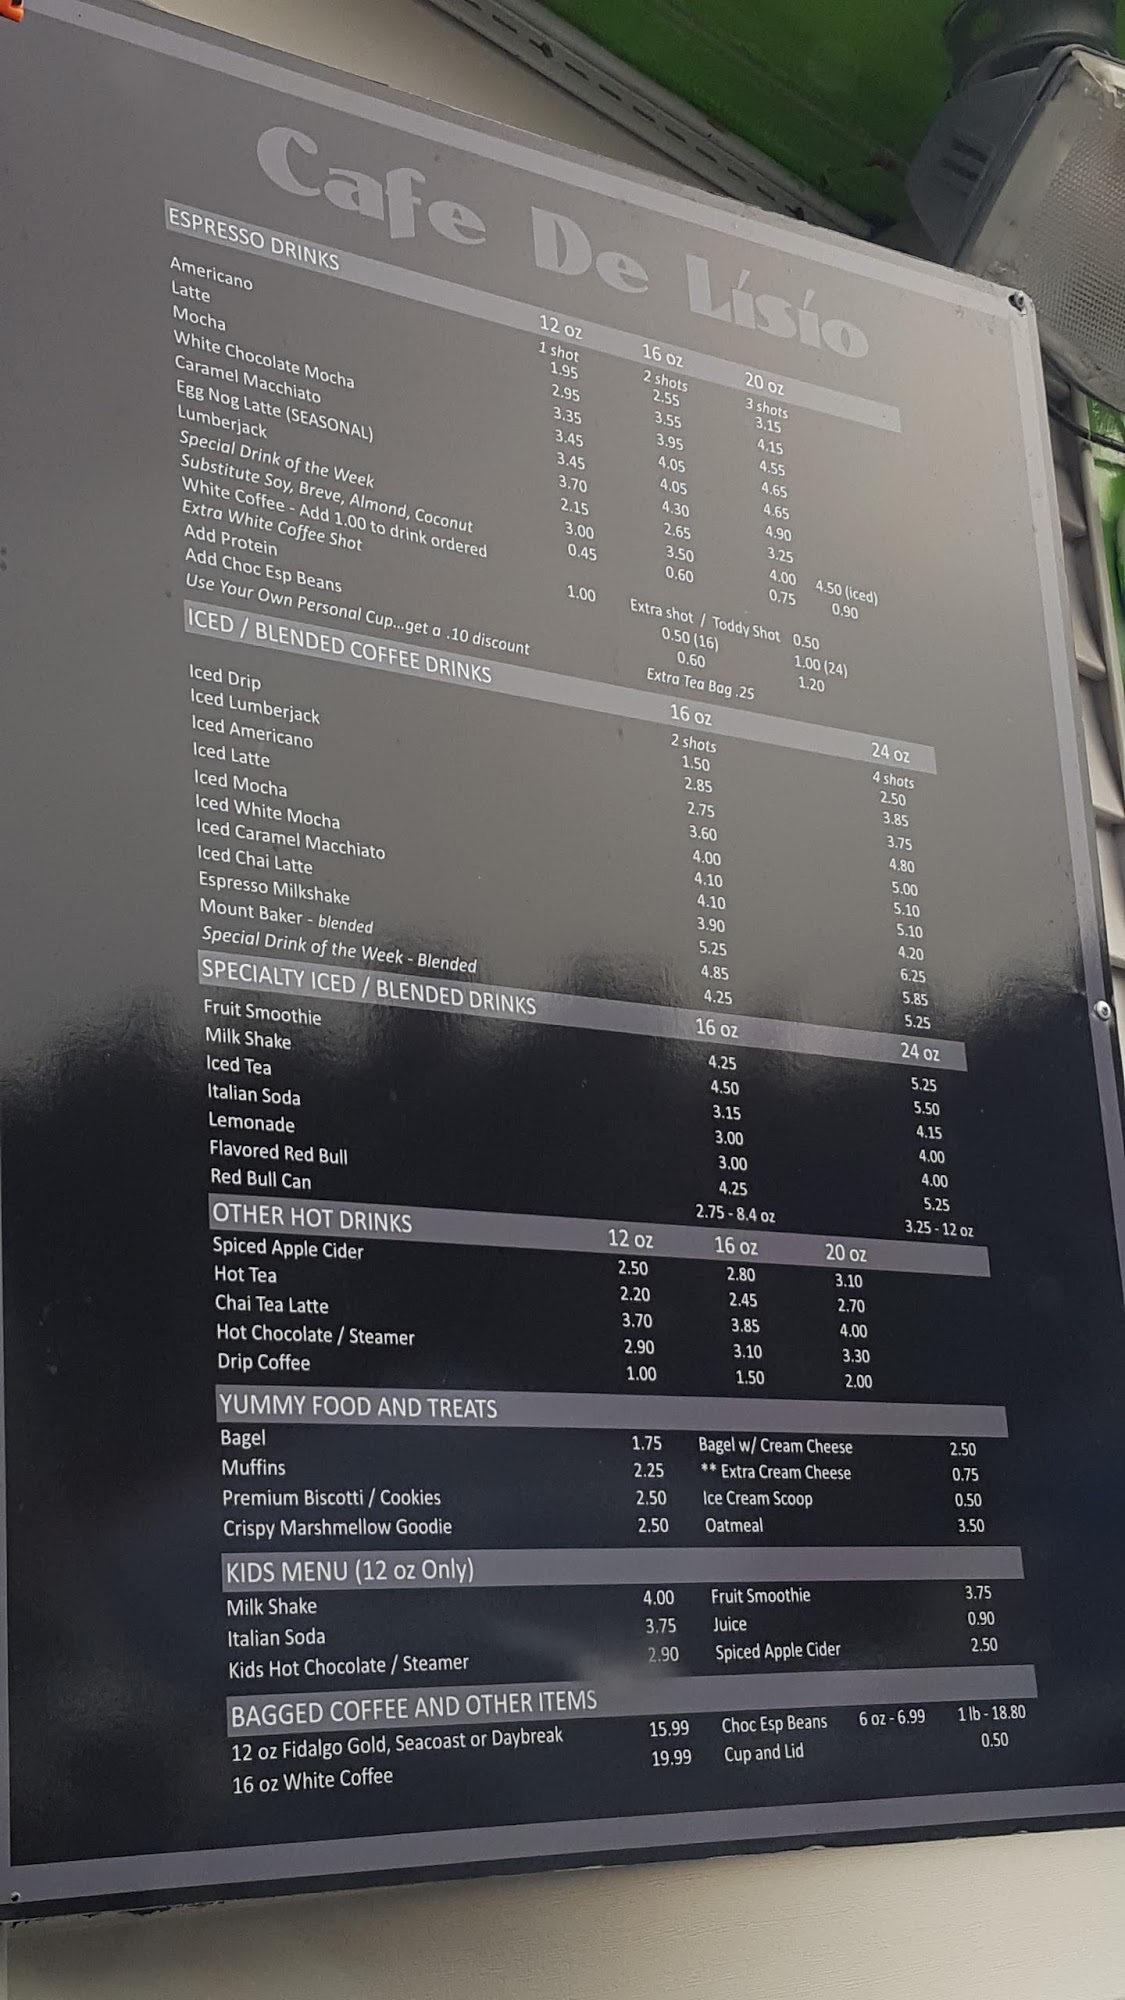 Cafe De Lisio
ESPRESSO DRINKS 12 oz 16 oz 20 oz
1 shot 2 shots 3 shots
Americano 1.95 2.55 3.15
Latte 2.95 3.55 4.15
Mocha 3.35 3.95 4.55
White Chocolate Mocha 3.45 4.05 4.65
Caramel Macchiato 3.45 4.05 4.65
Egg Nog Latte (SEASONAL) 3.70 4.30 4.90
Lumberjack 2.15 2.65 3.25
Special Drink of the Week 3.00 3.50 4.00 4.50 (iced)
Substitute Soy, Breve, Almond, Coconut 0.45 0.60 0.75 0.90
White Coffee - Add 1.00 to drink ordered
Extra White Coffee Shot 1.00 Extra shot / Toddy Shot 0.50
Add Protein 0.50 (16) 1.00 (24)
Add Choc Esp Beans 0.60 1.20
Use Your Own Personal Cup...get a .10 discount Extra Tea Bag .25
ICED / BLENDED COFFEE DRINKS 16 oz 24 oz
2 shots 4 shots
Iced Drip 1.50 2.50
Iced Lumberjack 2.85 3.85
Iced Americano 2.75 3.75
Iced Latte 3.60 4.80
Iced Mocha 4.00 5.00
Iced White Mocha 4.10 5.10
Iced Caramel Macchiato 4.10 5.10
Iced Chai Latte 3.90 4.20
Espresso Milkshake 5.25 6.25
Mount Baker - blended 4.85 5.85
Special Drink of the Week - Blended 4.25 5.25
SPECIALTY ICED / BLENDED DRINKS 16 oz 24 oz
Fruit Smoothie 4.25 5.25
Milk Shake 4.50 5.50
Iced Tea 3.15 4.15
Italian Soda 3.00 4.00
Lemonade 3.00 4.00
Flavored Red Bull 4.25 5.25
Red Bull Can 2.75 - 8.4 oz 3.25 - 12 oz
OTHER HOT DRINKS 12 oz 16 oz 20 oz
Spiced Apple Cider 2.50 2.80 3.10
Hot Tea 2.20 2.45 2.70
Chai Tea Latte 3.70 3.85 4.00
Hot Chocolate / Steamer 2.90 3.10 3.30
Drip Coffee 1.00 1.50 2.00
YUMMY FOOD AND TREATS
Bagel 1.75 Bagel w/ Cream Cheese 2.50
Muffins 2.25 ** Extra Cream Cheese 0.75
Premium Biscotti / Cookies 2.50 Ice Cream Scoop 0.50
Crispy Marshmellow Goodie 2.50 Oatmeal 3.50
KIDS MENU (12 oz Only)
Milk Shake 4.00 Fruit Smoothie 3.75
Italian Soda 3.75 Juice 0.90
Kids Hot Chocolate / Steamer 2.90 Spiced Apple Cider 2.50
BAGGED COFFEE AND OTHER ITEMS
12 oz Fidalgo Gold, Seacoast or Daybreak 15.99 Choc Esp Beans 6 oz - 6.99 1 lb - 18.80
16 oz White Coffee 19.99 Cup and Lid 0.50